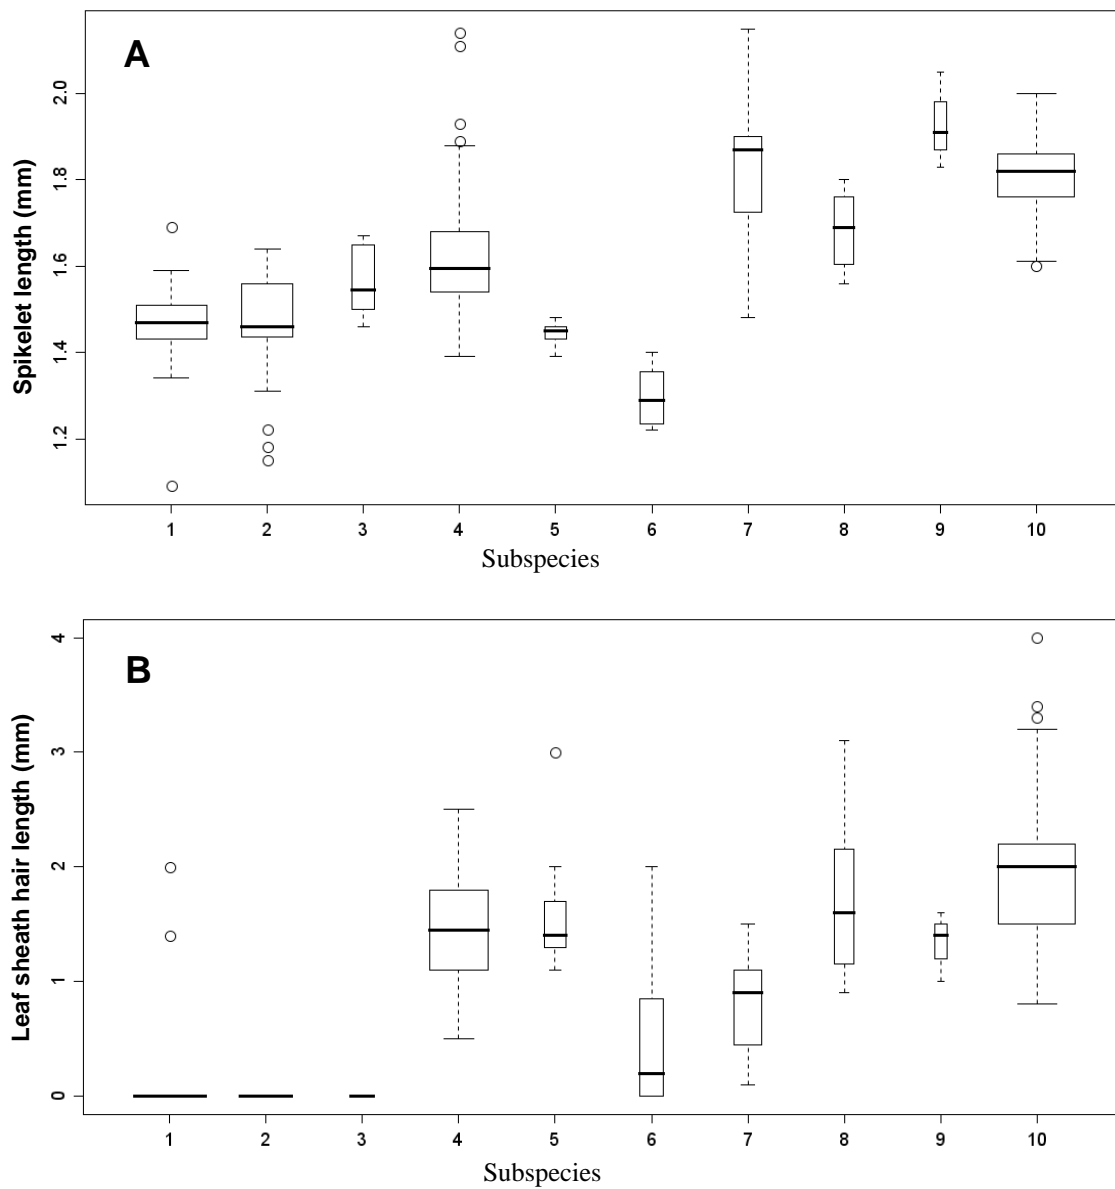 A
Spikelet length (mm)
2.0
1.8
1.6
1.4
1.2
1 2 3 4 5 6 7 8 9 10
Subspecies
B
Leaf sheath hair length (mm)
4
3
2
1
0
1 2 3 4 5 6 7 8 9 10
Subspecies